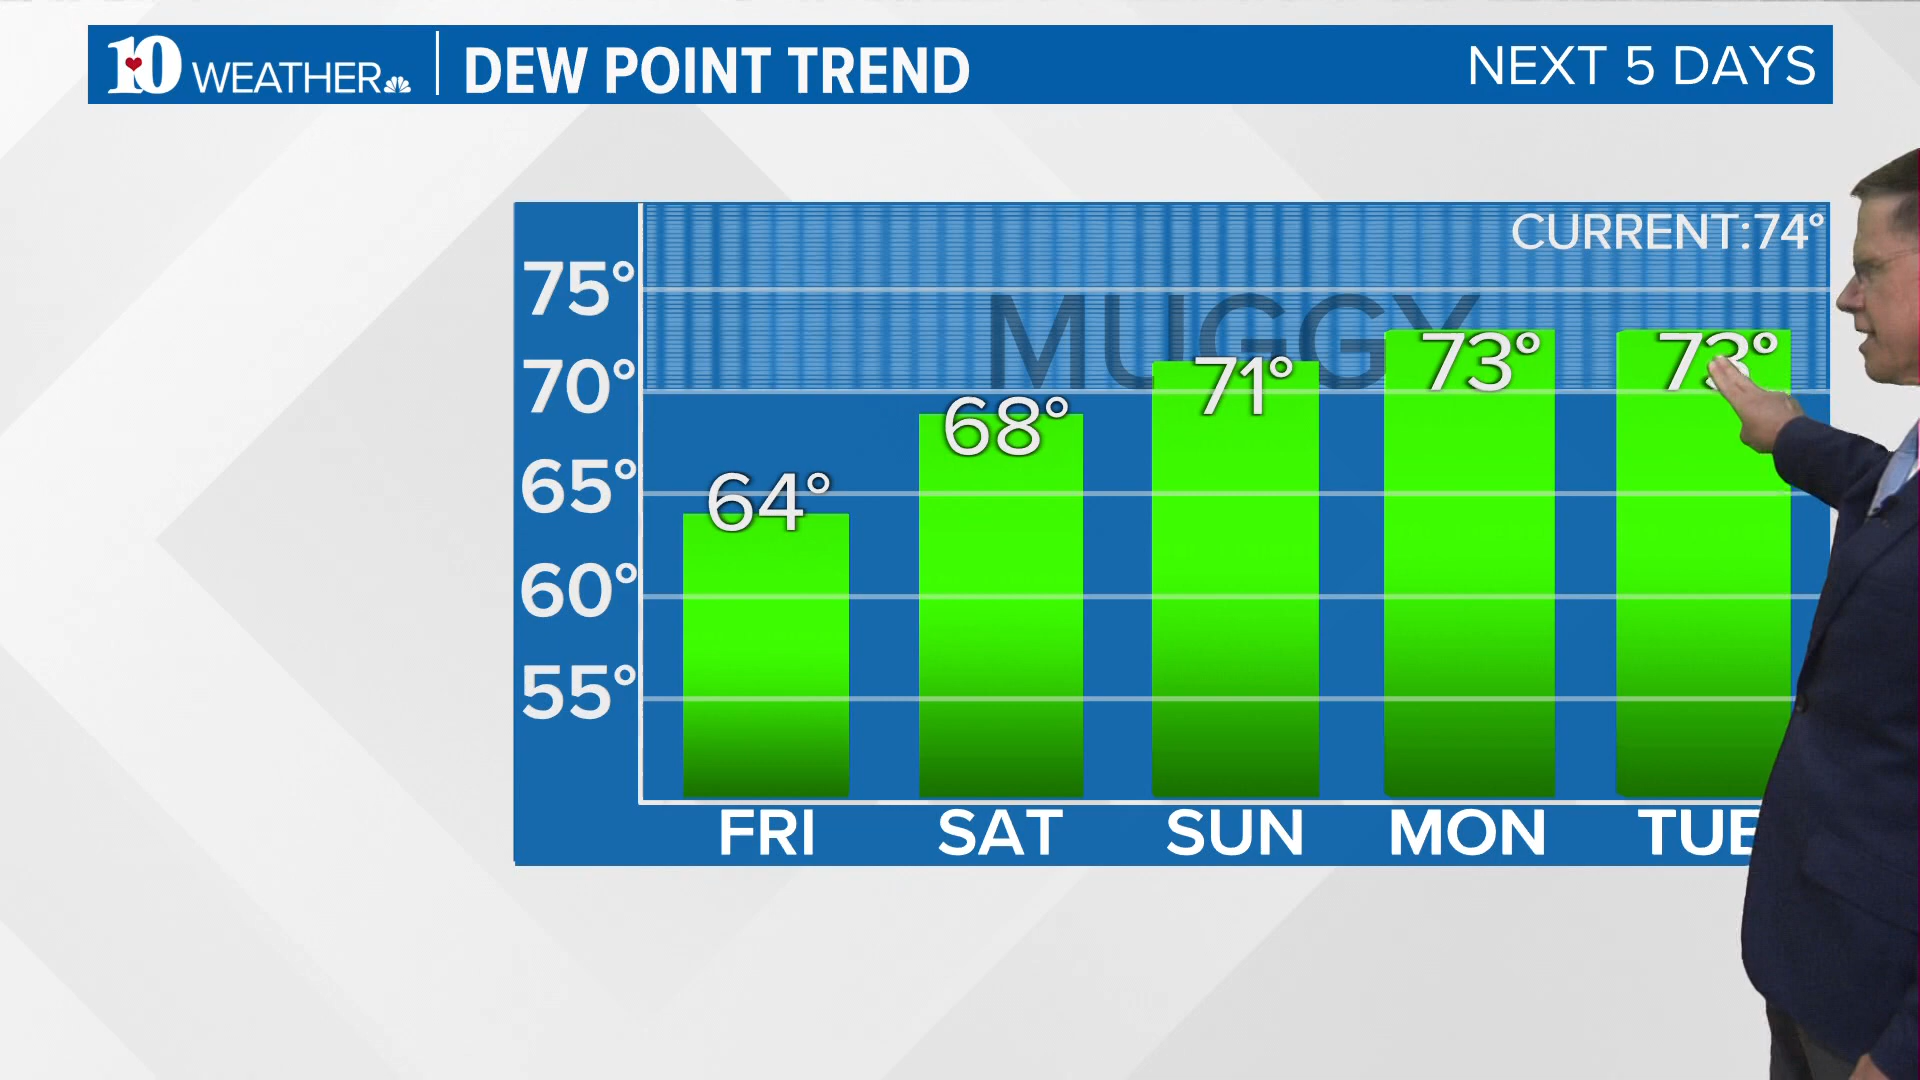 10 WEATHER DEW POINT TREND NEXT 5 DAYS
CURRENT:74°
75°
MUGGY
70°
65°
60°
55°
64° 68° 71° 73° 73°
FRI SAT SUN MON TUE